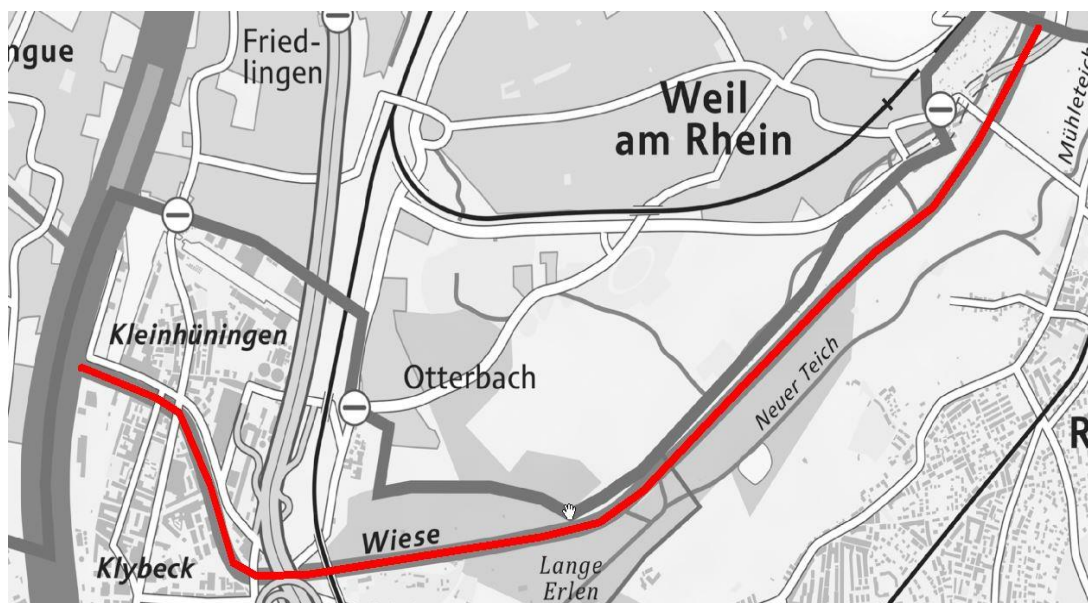 ngue
Fried-
lingen
Weil
am Rhein
Mühleteich
Kleinhüningen
Otterbach
Neuer Teich
R
Wiese
Klybeck
Lange
Erlen